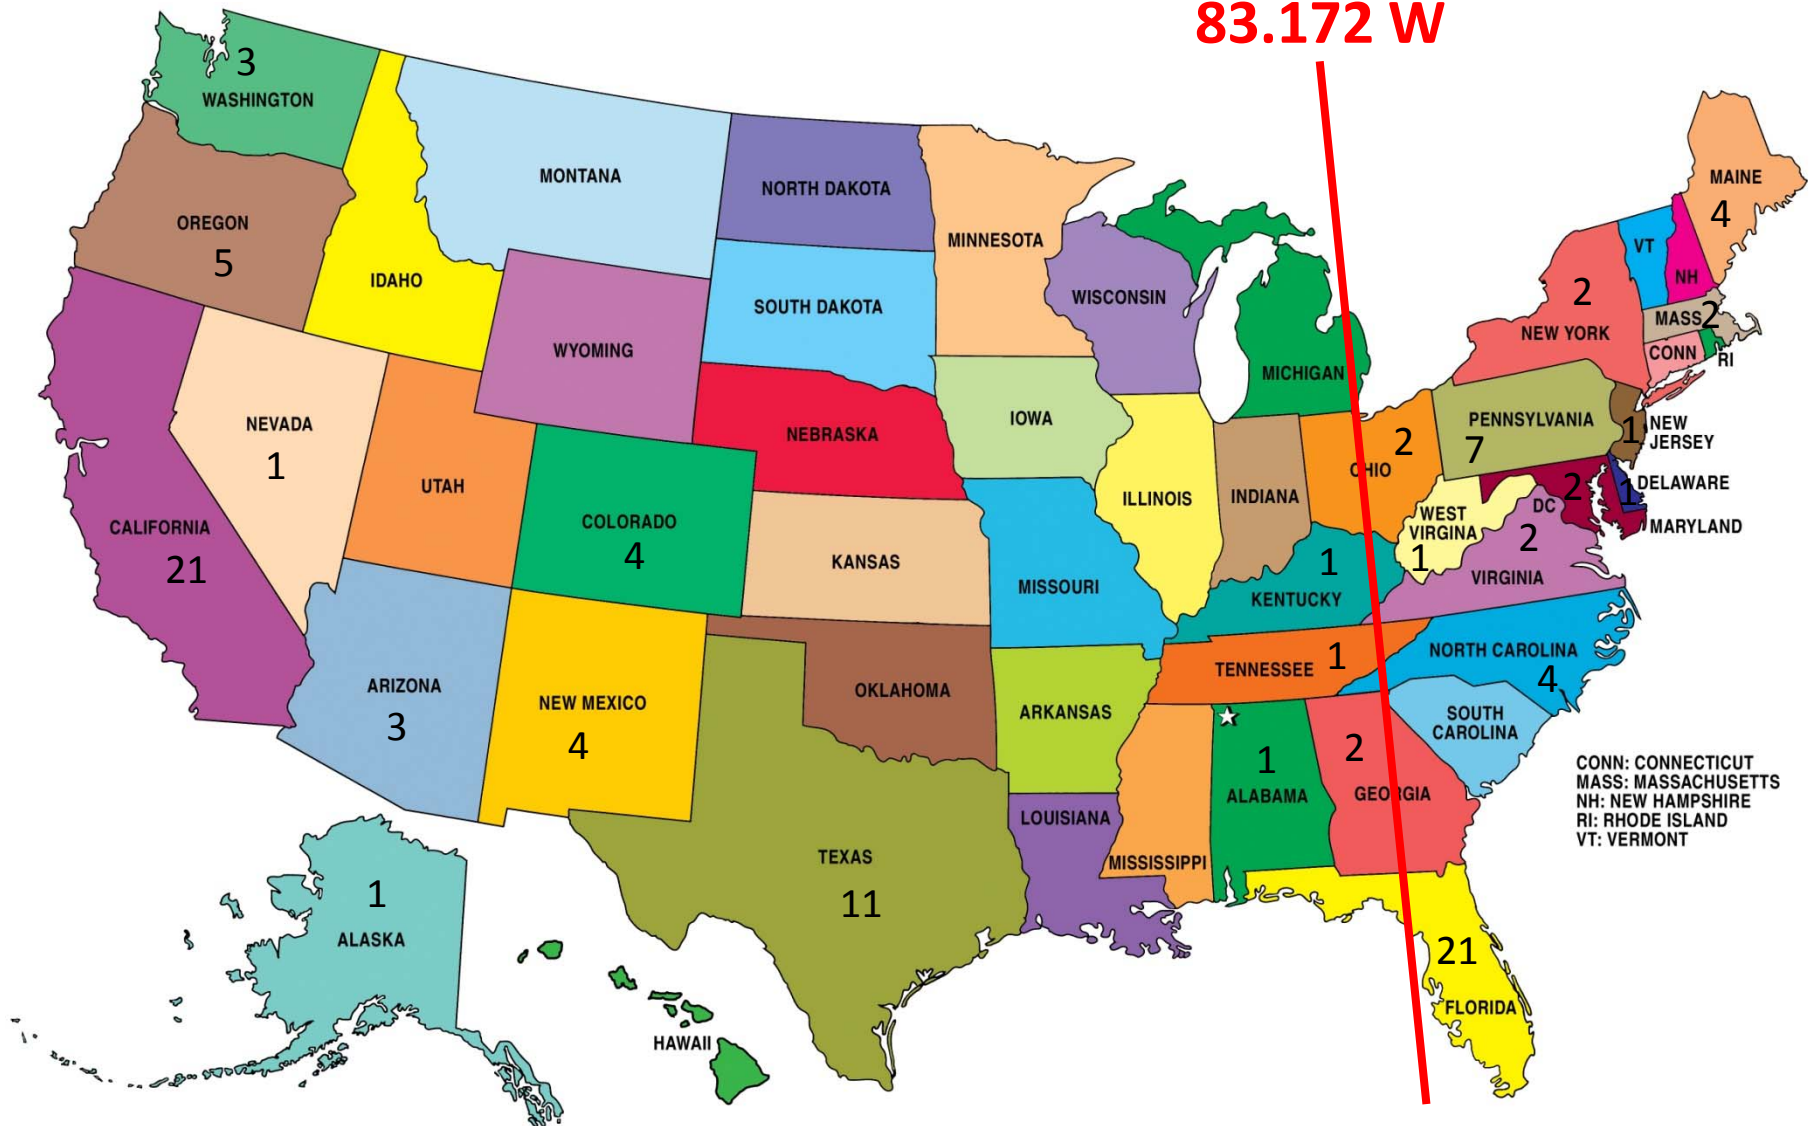 83.172 W
3
WASHINGTON
OREGON
5
IDAHO
MONTANA
NORTH DAKOTA
MINNESOTA
WISCONSIN
MICHIGAN
MAINE
4
VT
NH
2
NEW YORK
MASS
2
CONN
RI
SOUTH DAKOTA
WYOMING
NEVADA
1
UTAH
CALIFORNIA
21
COLORADO
4
NEBRASKA
IOWA
ILLINOIS
INDIANA
2
OHIO
PENNSYLVANIA
7
1
NEW
JERSEY
1
DELAWARE
2
MARYLAND
DC
WEST
VIRGINA
1
2
VIRGINIA
KANSAS
MISSOURI
1
KENTUCKY
TENNESSEE
1
NORTH CAROLINA
4
SOUTH
CAROLINA
ARIZONA
3
NEW MEXICO
4
OKLAHOMA
ARKANSAS
MISSISSIPPI
1
ALABAMA
2
GEORGIA
LOUISIANA
TEXAS
11
21
FLORIDA
1
ALASKA
HAWAII
CONN: CONNECTICUT
MASS: MASSACHUSETTS
NH: NEW HAMPSHIRE
RI: RHODE ISLAND
VT: VERMONT